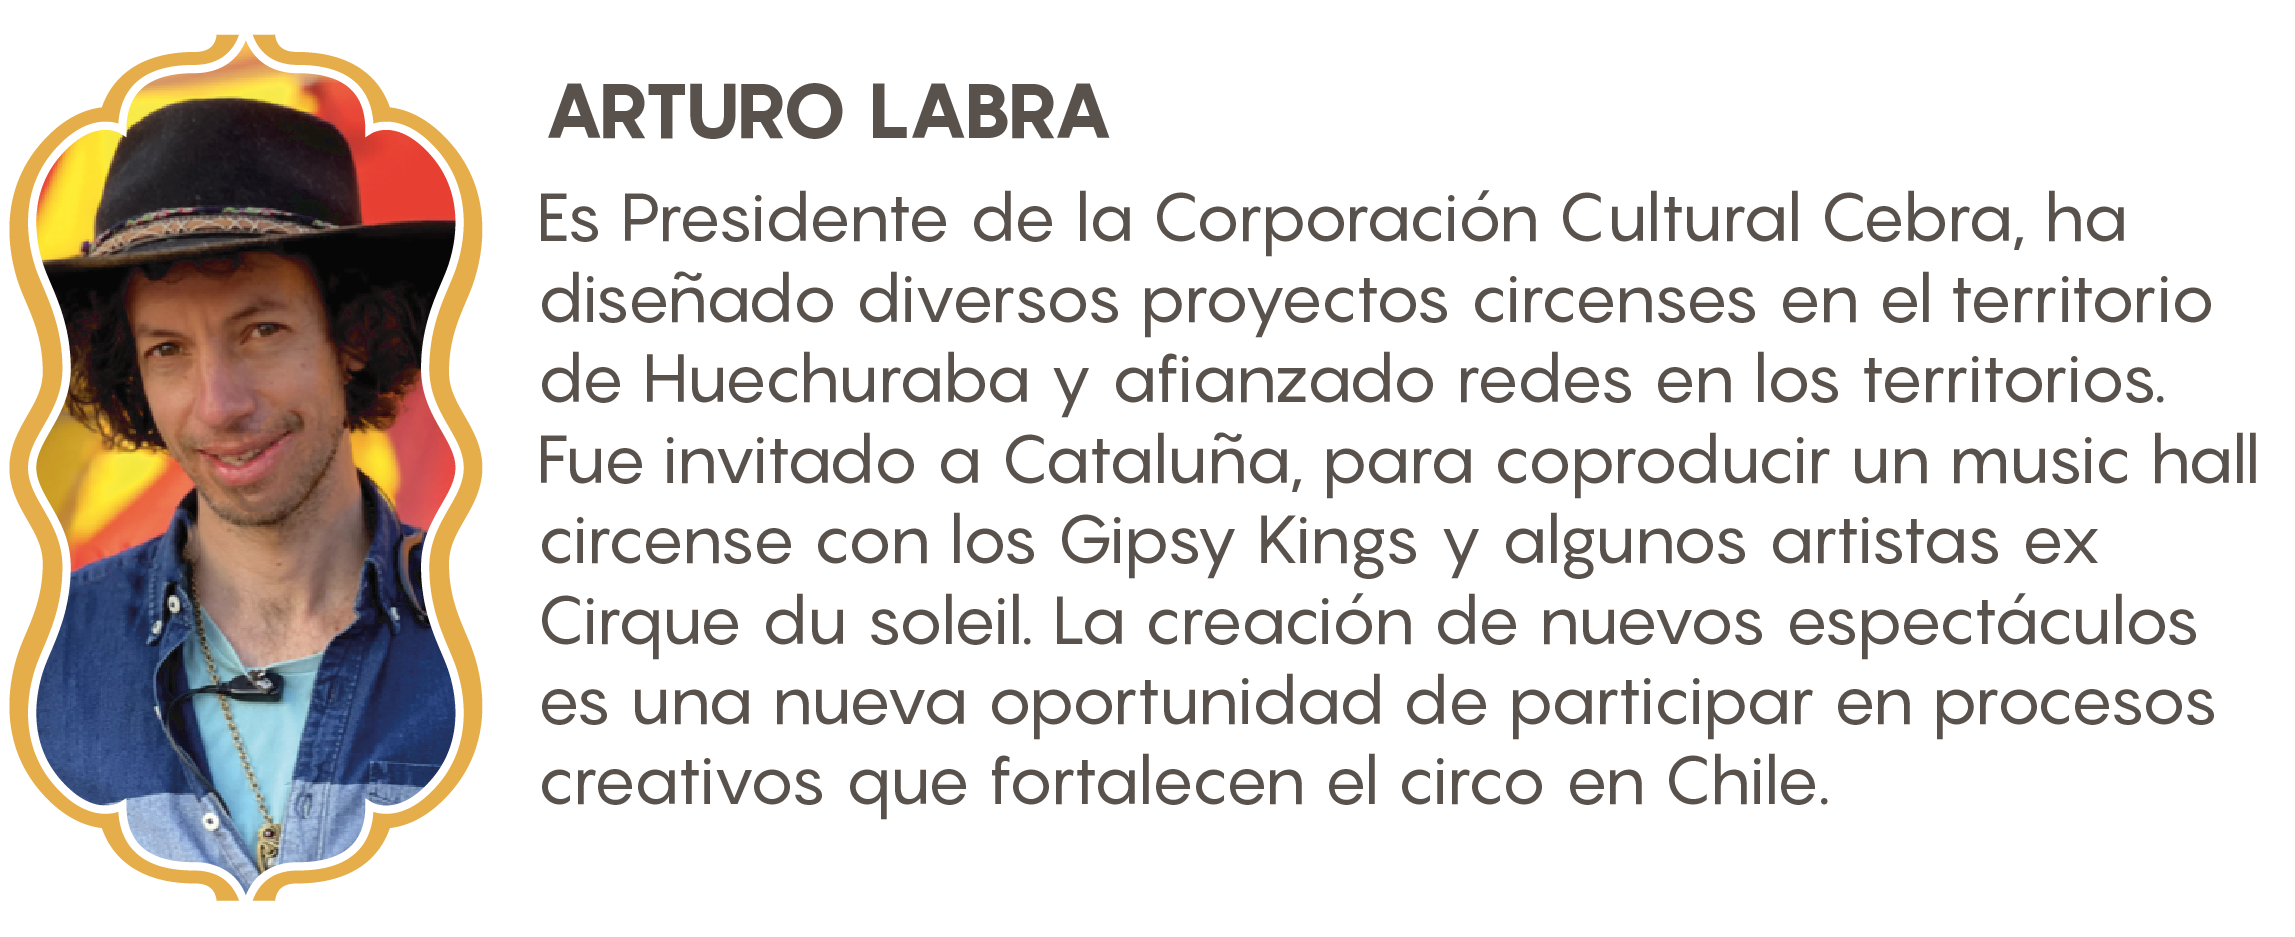 ARTURO LABRA
Es Presidente de la Corporación Cultural Cebra, ha
diseñado diversos proyectos circenses en el territorio
de Huechuraba y afianzado redes en los territorios.
Fue invitado a Cataluña, para coproducir un music hall
circense con los Gipsy Kings y algunos artistas ex
Cirque du soleil. La creación de nuevos espectáculos
es una nueva oportunidad de participar en procesos
creativos que fortalecen el circo en Chile.